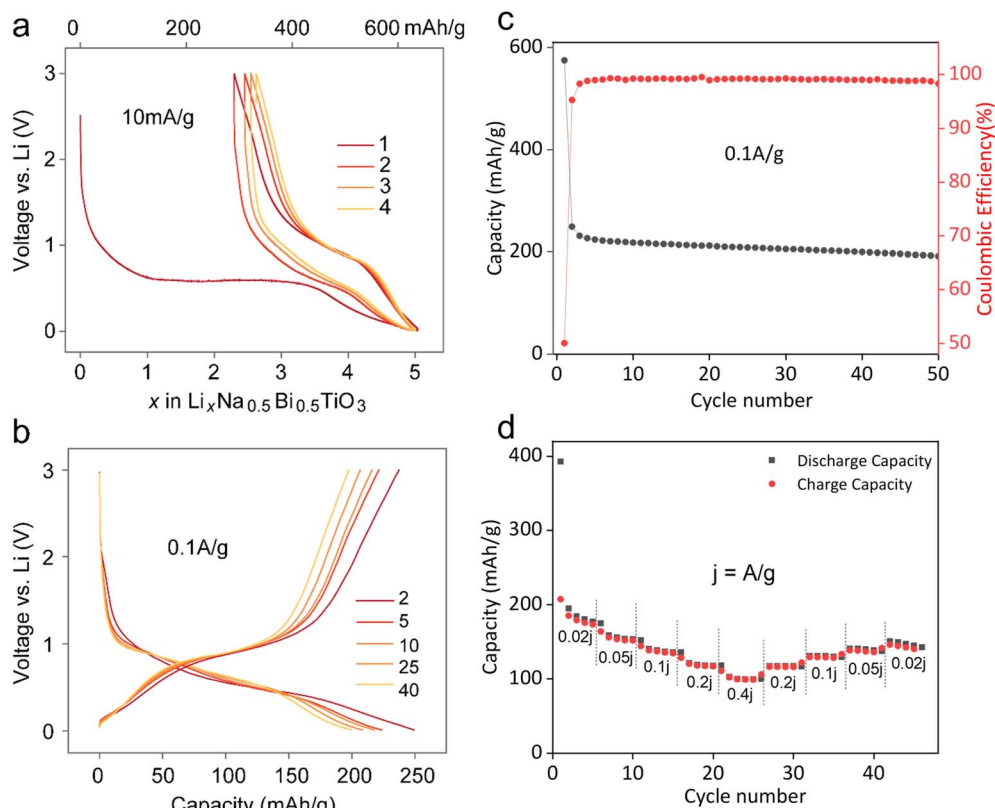 a
0 200 400 600 mAh/g
3
2
1
0
Voltage vs. Li (V)
10mA/g
1
2
3
4
0 1 2 3 4 5
x in LixNa0.5Bi0.5TiO3
b
3
2
1
0
Voltage vs. Li (V)
0.1A/g
2
5
10
25
40
0 50 100 150 200 250
Capacity (mAh/g)
c
600
400
200
0
Capacity (mAh/g)
0.1A/g
100
90
80
70
60
50
Coulombic Efficiency(%)
0 10 20 30 40 50
Cycle number
d
400
300
200
100
0
Capacity (mAh/g)
Discharge Capacity
Charge Capacity
j = A/g
0.02j 0.05j 0.1j 0.2j 0.4j 0.2j 0.1j 0.05j 0.02j
0 10 20 30 40
Cycle number